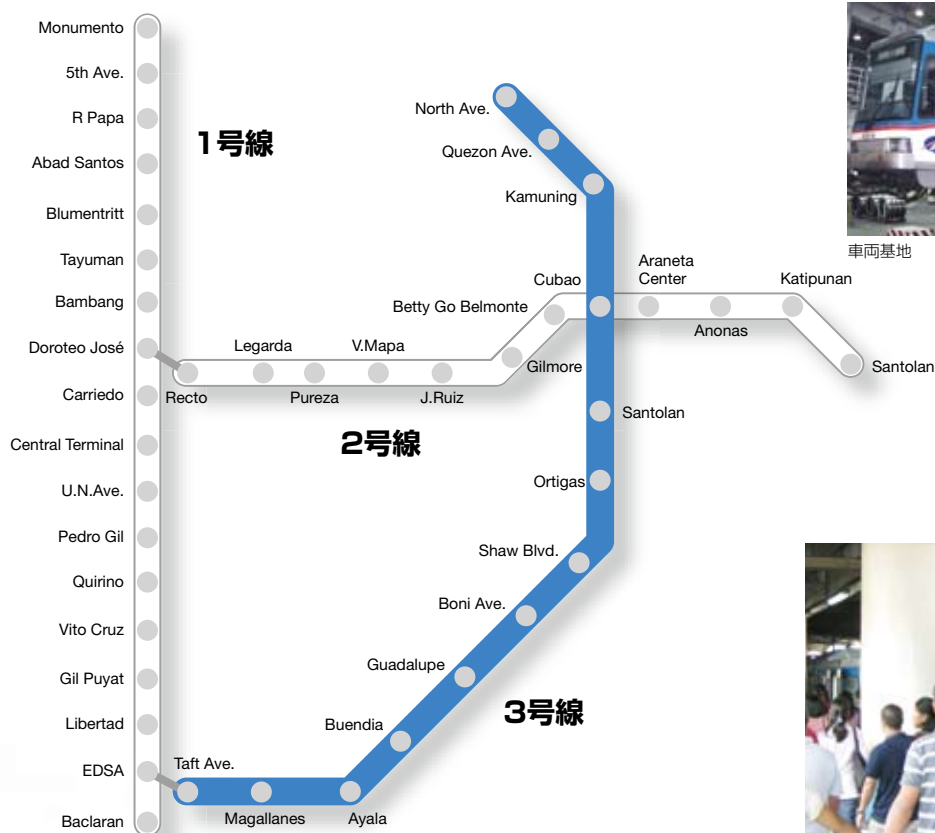 Monumento
5th Ave.
R Papa
Abad Santos
Blumentritt
Tayuman
Bambang
Doroteo José
Carriedo
Central Terminal
U.N.Ave.
Pedro Gil
Quirino
Vito Cruz
Gil Puyat
Libertad
EDSA
Baclaran
1号線
Recto
Legarda
Pureza
V.Mapa
J.Ruiz
Gilmore
Betty Go Belmonte
Cubao
Araneta
Center
Anonas
Katipunan
Santolan
2号線
North Ave.
Quezon Ave.
Kamuning
Santolan
Ortigas
Shaw Blvd.
Boni Ave.
Guadalupe
Buendia
Ayala
Magallanes
Taft Ave.
3号線
車両基地